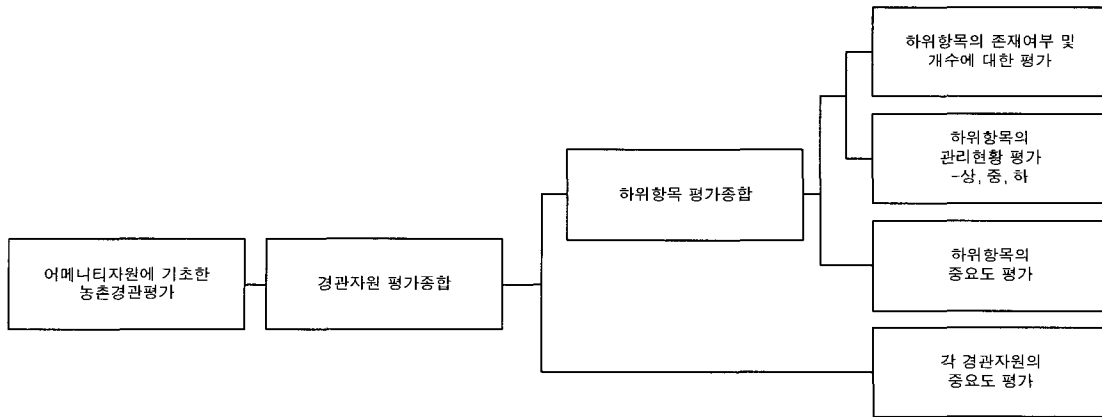 하위항목의 존재여부 및
개수에 대한 평가
하위항목의
관리현황 평가
-상, 중, 하
하위항목 평가종합
하위항목의
중요도 평가
어메니티자원에 기초한
농촌경관평가
경관자원 평가종합
각 경관자원의
중요도 평가